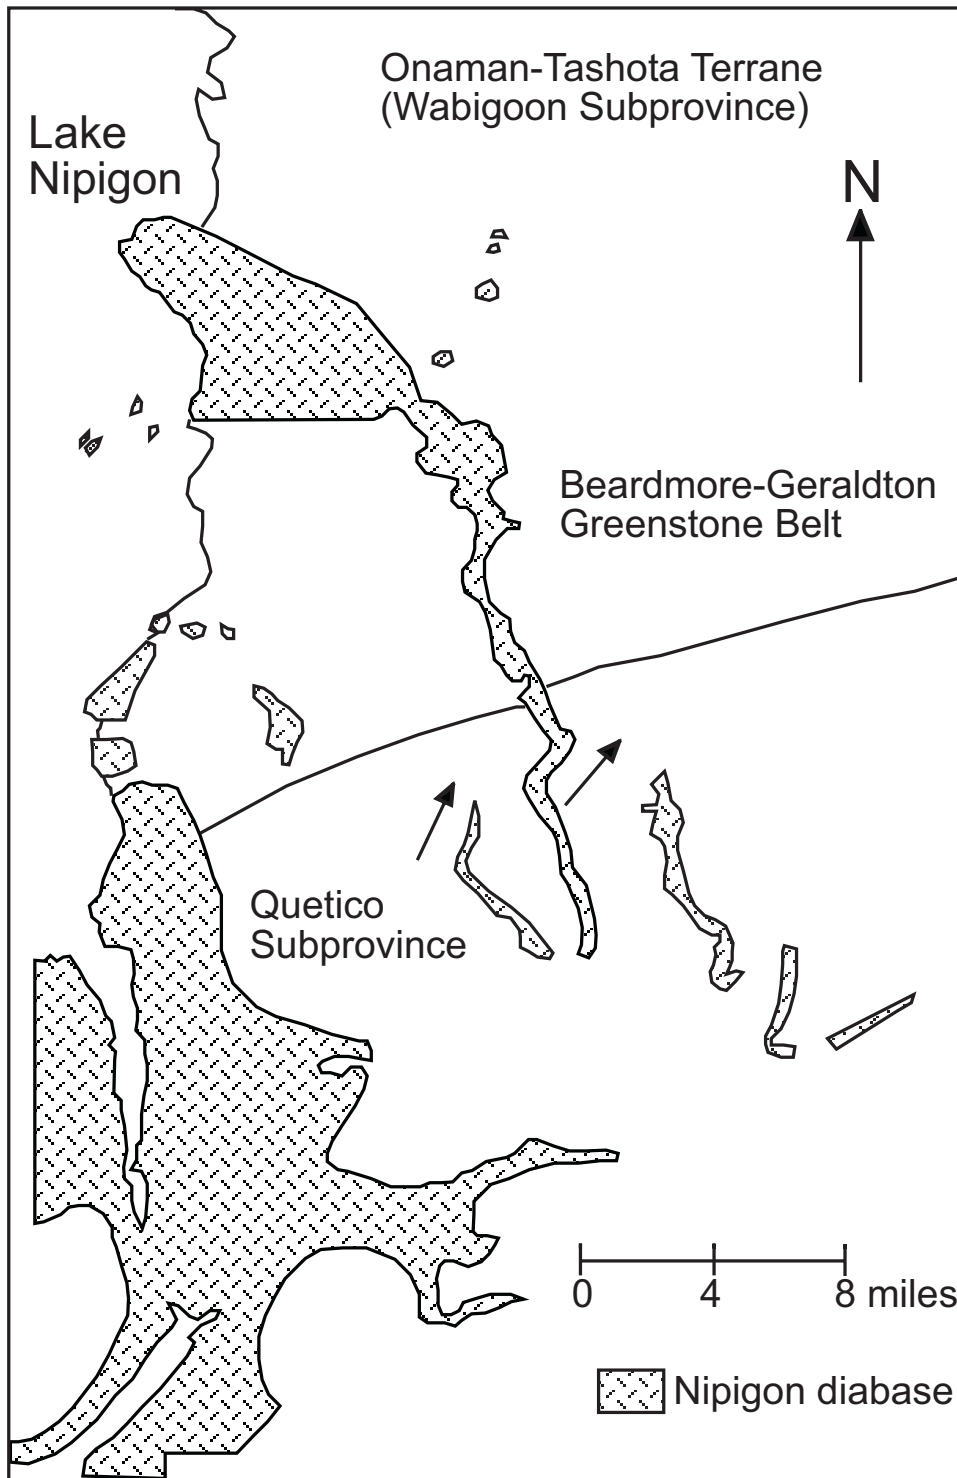 Onaman-Tashota Terrane
(Wabigoon Subprovince)
Lake
Nipigon
N
Beardmore-Geraldton
Greenstone Belt
Quetico
Subprovince
0 4 8 miles
Nipigon diabase